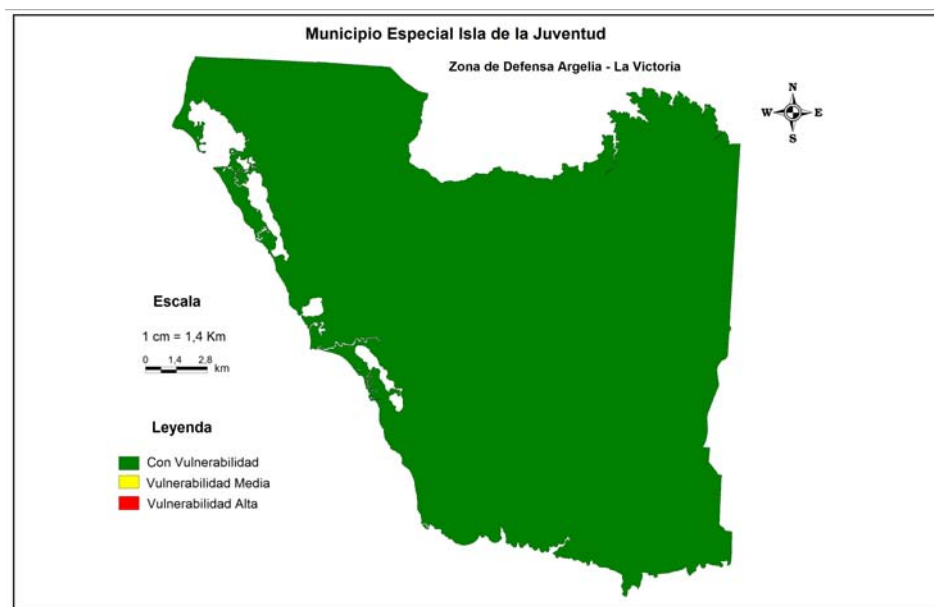 Municipio Especial Isla de la Juventud
Zona de Defensa Argelia - La Victoria
N
W E
S
Escala
1 cm = 1,4 Km
0 1,4 2,8
km
Leyenda
Con Vulnerabilidad
Vulnerabilidad Media
Vulnerabilidad Alta